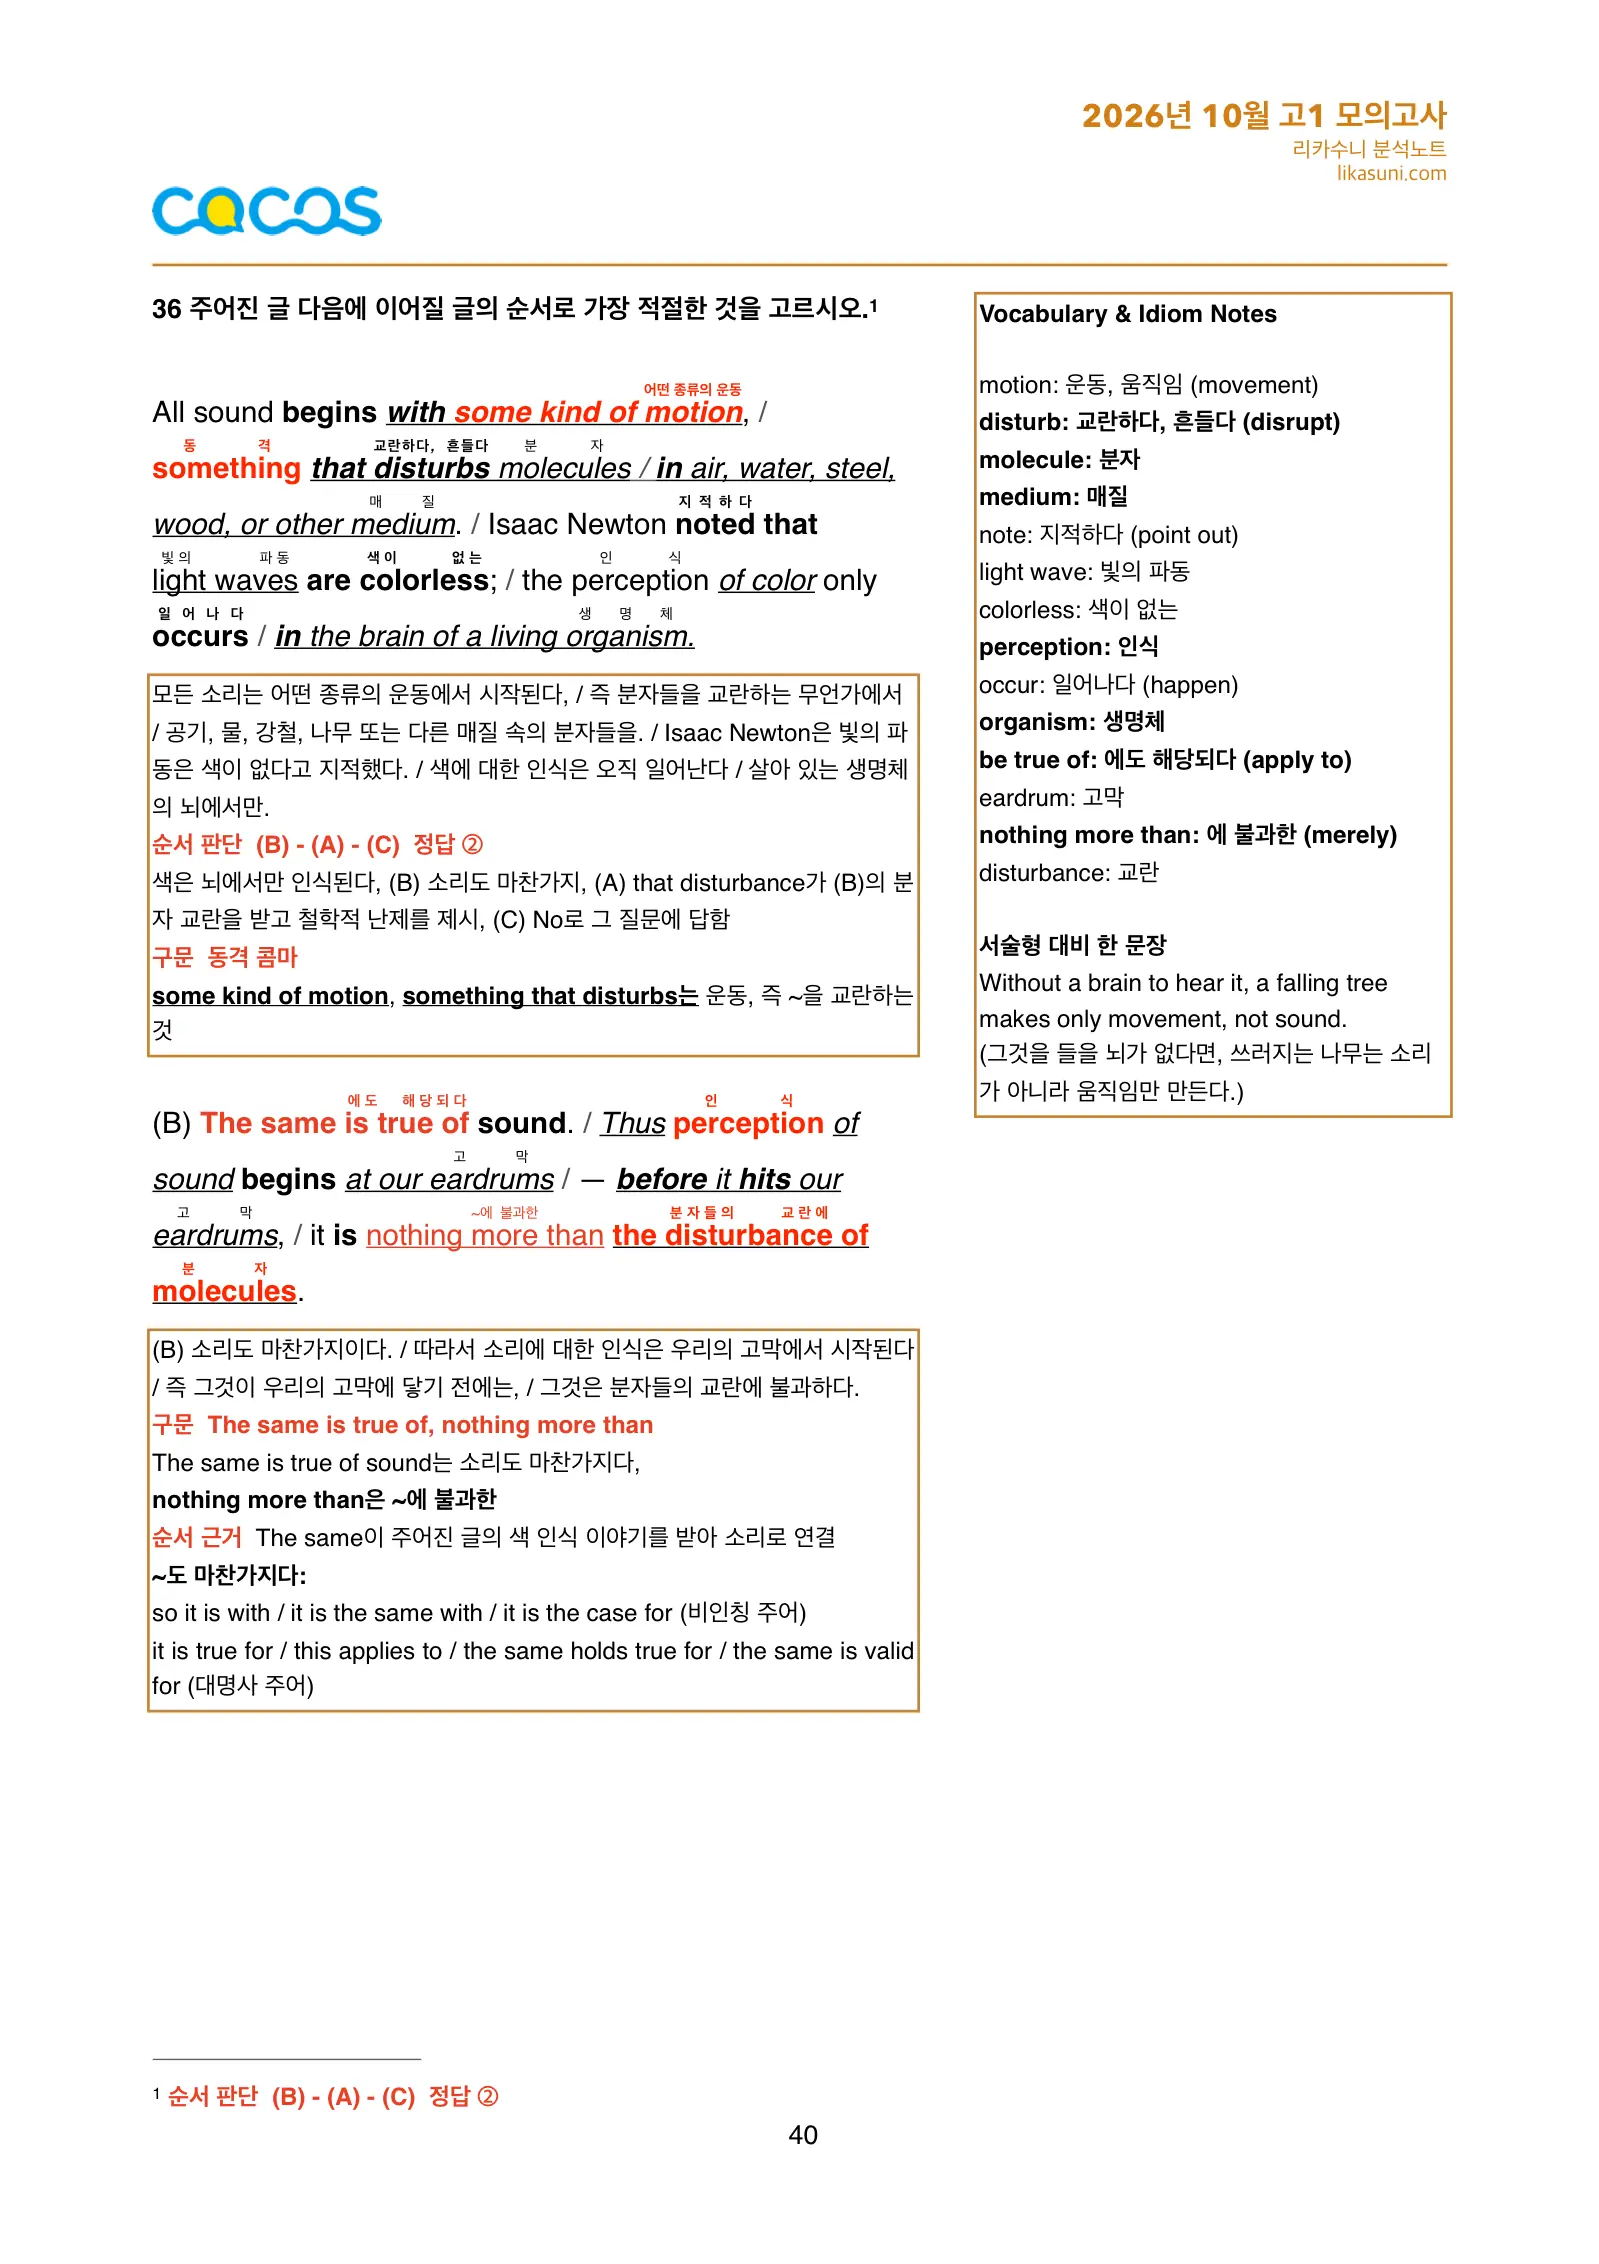 2026년 10월 고1 모의고사
리카수니 분석노트
likasuni.com
cacos
36 주어진 글 다음에 이어질 글의 순서로 가장 적절한 것을 고르시오.1
어떤 종류의 운동
All sound begins with some kind of motion, /
동 격 교란하다, 흔들다 분 자
something that disturbs molecules / in air, water, steel,
매 질 지적하다
wood, or other medium. / Isaac Newton noted that
빛의 파동 색이 없는 인 식
light waves are colorless; / the perception of color only
일어나다 생 명 체
occurs / in the brain of a living organism.
모든 소리는 어떤 종류의 운동에서 시작된다, / 즉 분자들을 교란하는 무언가에서
/ 공기, 물, 강철, 나무 또는 다른 매질 속의 분자들을. / Isaac Newton은 빛의 파
동은 색이 없다고 지적했다. / 색에 대한 인식은 오직 일어난다 / 살아 있는 생명체
의 뇌에서만.
순서 판단 (B) - (A) - (C) 정답 ②
색은 뇌에서만 인식된다, (B) 소리도 마찬가지, (A) that disturbance가 (B)의 분
자 교란을 받고 철학적 난제를 제시, (C) No로 그 질문에 답함
구문 동격 콤마
some kind of motion, something that disturbs는 운동, 즉 ~을 교란하는
것
에도 해당되다 인 식
(B) The same is true of sound. / Thus perception of
고 막
sound begins at our eardrums / — before it hits our
고 막 ~에 불과한 분자들의 교란에
eardrums, / it is nothing more than the disturbance of
분 자
molecules.
(B) 소리도 마찬가지이다. / 따라서 소리에 대한 인식은 우리의 고막에서 시작된다
/ 즉 그것이 우리의 고막에 닿기 전에는, / 그것은 분자들의 교란에 불과하다.
구문 The same is true of, nothing more than
The same is true of sound는 소리도 마찬가지다,
nothing more than은 ~에 불과한
순서 근거 The same이 주어진 글의 색 인식 이야기를 받아 소리로 연결
~도 마찬가지다:
so it is with / it is the same with / it is the case for (비인칭 주어)
it is true for / this applies to / the same holds true for / the same is valid
for (대명사 주어)
Vocabulary & Idiom Notes
motion: 운동, 움직임 (movement)
disturb: 교란하다, 흔들다 (disrupt)
molecule: 분자
medium: 매질
note: 지적하다 (point out)
light wave: 빛의 파동
colorless: 색이 없는
perception: 인식
occur: 일어나다 (happen)
organism: 생명체
be true of: 에도 해당되다 (apply to)
eardrum: 고막
nothing more than: 에 불과한 (merely)
disturbance: 교란
서술형 대비 한 문장
Without a brain to hear it, a falling tree
makes only movement, not sound.
(그것을 들을 뇌가 없다면, 쓰러지는 나무는 소리
가 아니라 움직임만 만든다.)
1 순서 판단 (B) - (A) - (C) 정답 ②
40